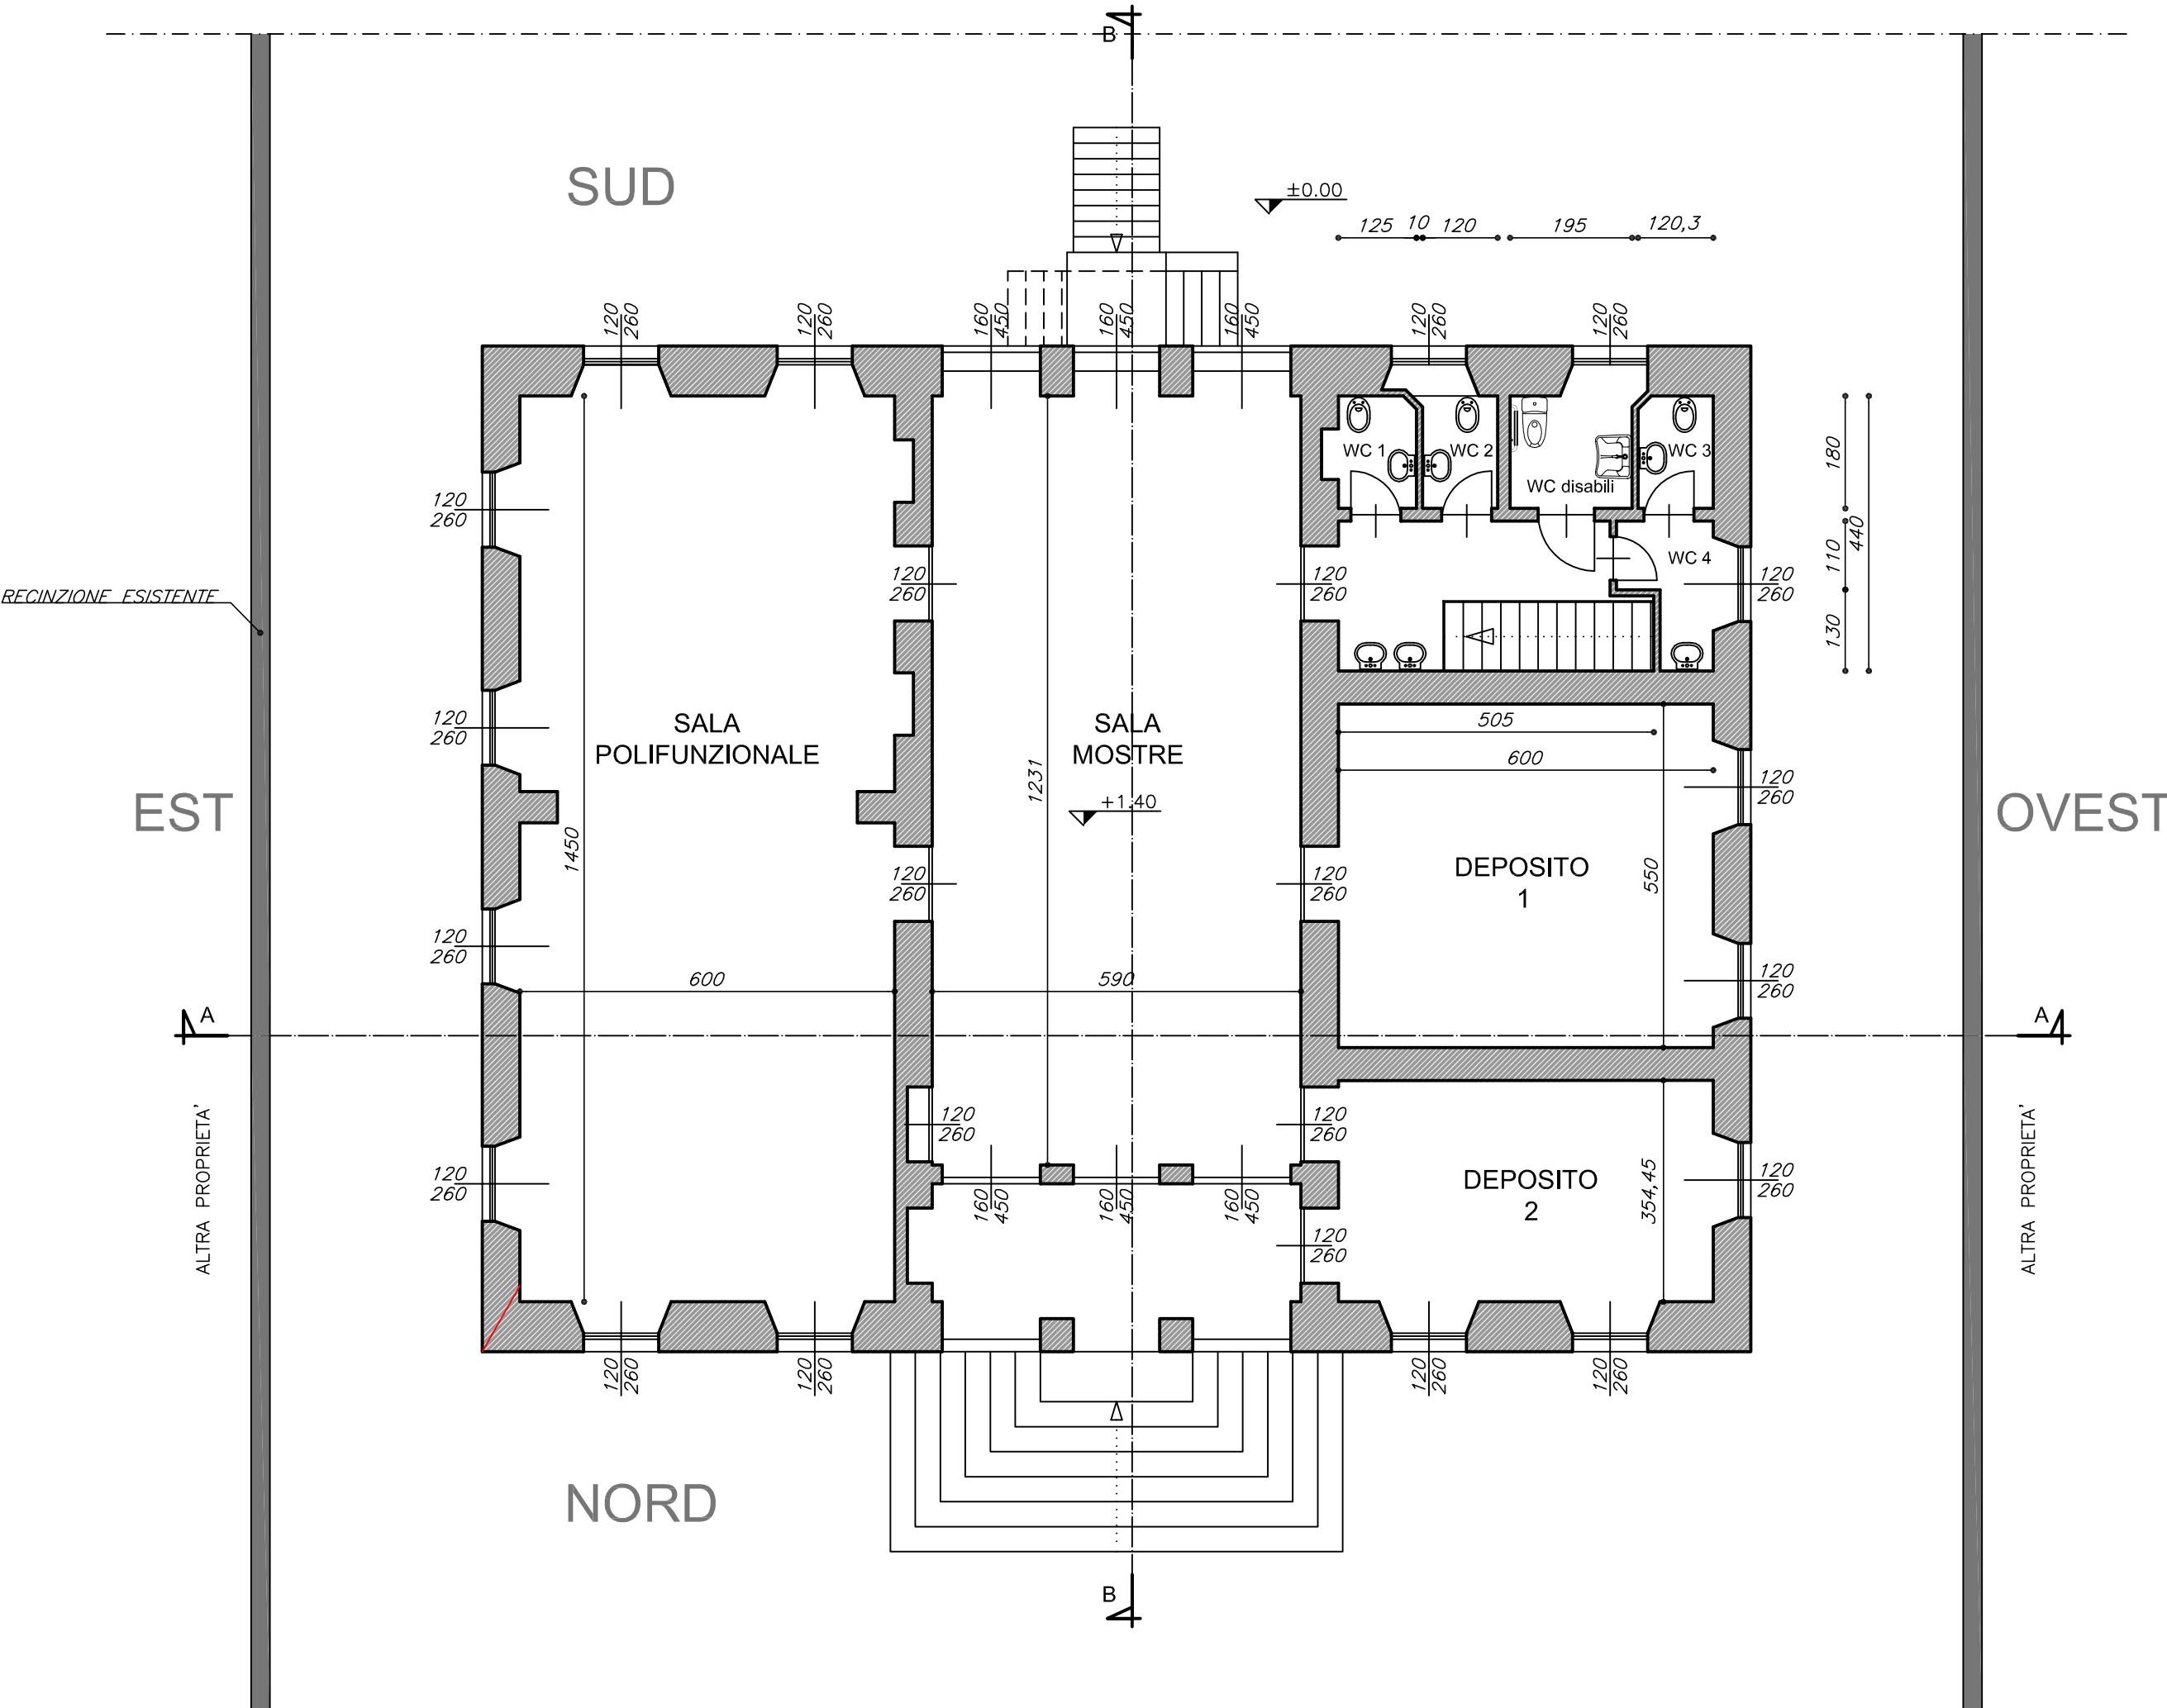 B
SUD
±0.00
125 10 120 195 120,3
120 260
120 260
160 450
160 450
160 450
120 260
120 260
WC 1
WC 2
WC 3
WC disabili
WC 4
180
110
440
130
120
260
120
260
120
260
120
260
RECINZIONE ESISTENTE
SALA
POLIFUNZIONALE
SALA
MOSTRE
505
600
120
260
120
260
1231
+1.40
EST
OVEST
1450
DEPOSITO
1
550
120
260
120
260
120
260
600
590
120
260
A
A
ALTRA PROPRIETA'
ALTRA PROPRIETA'
120
260
120
260
120
260
120
260
DEPOSITO
2
354,45
160 450
160 450
160 450
120
260
120 260
120 260
120 260
120 260
NORD
B